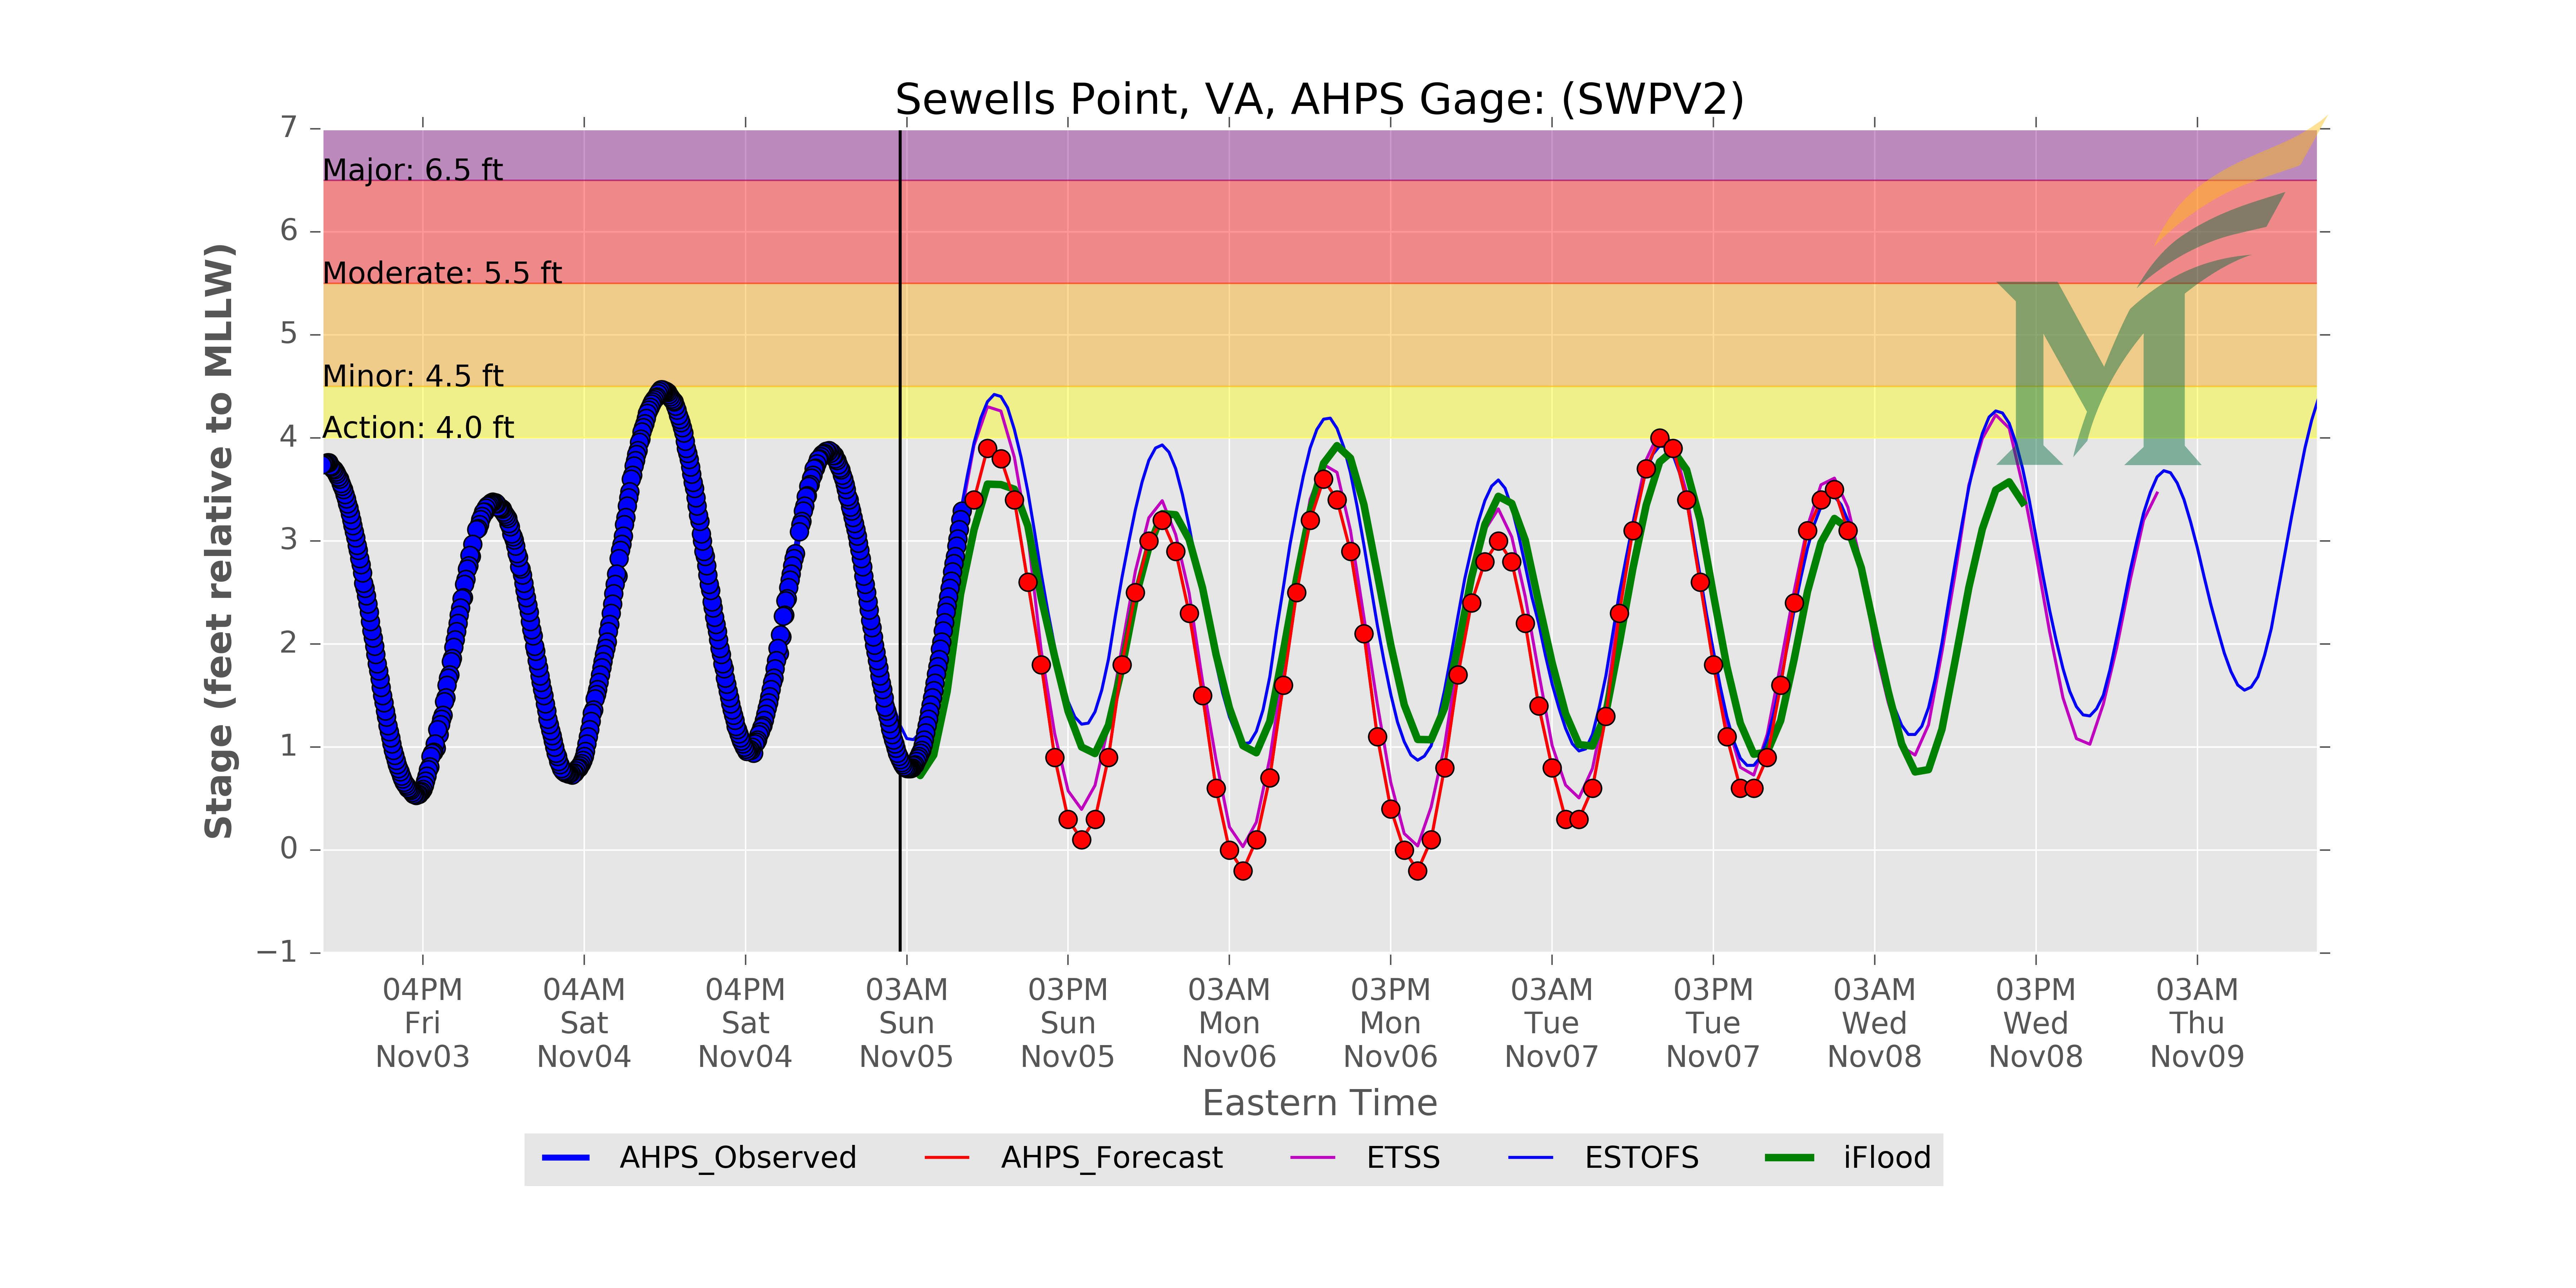 Sewells Point, VA, AHPS Gage: (SWPV2)
Stage (feet relative to MLLW)
7
6
5
4
3
2
1
0
−1
Major: 6.5 ft
Moderate: 5.5 ft
Minor: 4.5 ft
Action: 4.0 ft
M
04PM 04AM 04PM 03AM 03PM 03AM 03PM 03AM 03PM 03AM 03PM 03AM
Fri Sat Sat Sun Sun Mon Mon Tue Tue Wed Wed Thu
Nov03 Nov04 Nov04 Nov05 Nov05 Nov06 Nov06 Nov07 Nov07 Nov08 Nov08 Nov09
Eastern Time
AHPS_Observed AHPS_Forecast ETSS ESTOFS iFlood